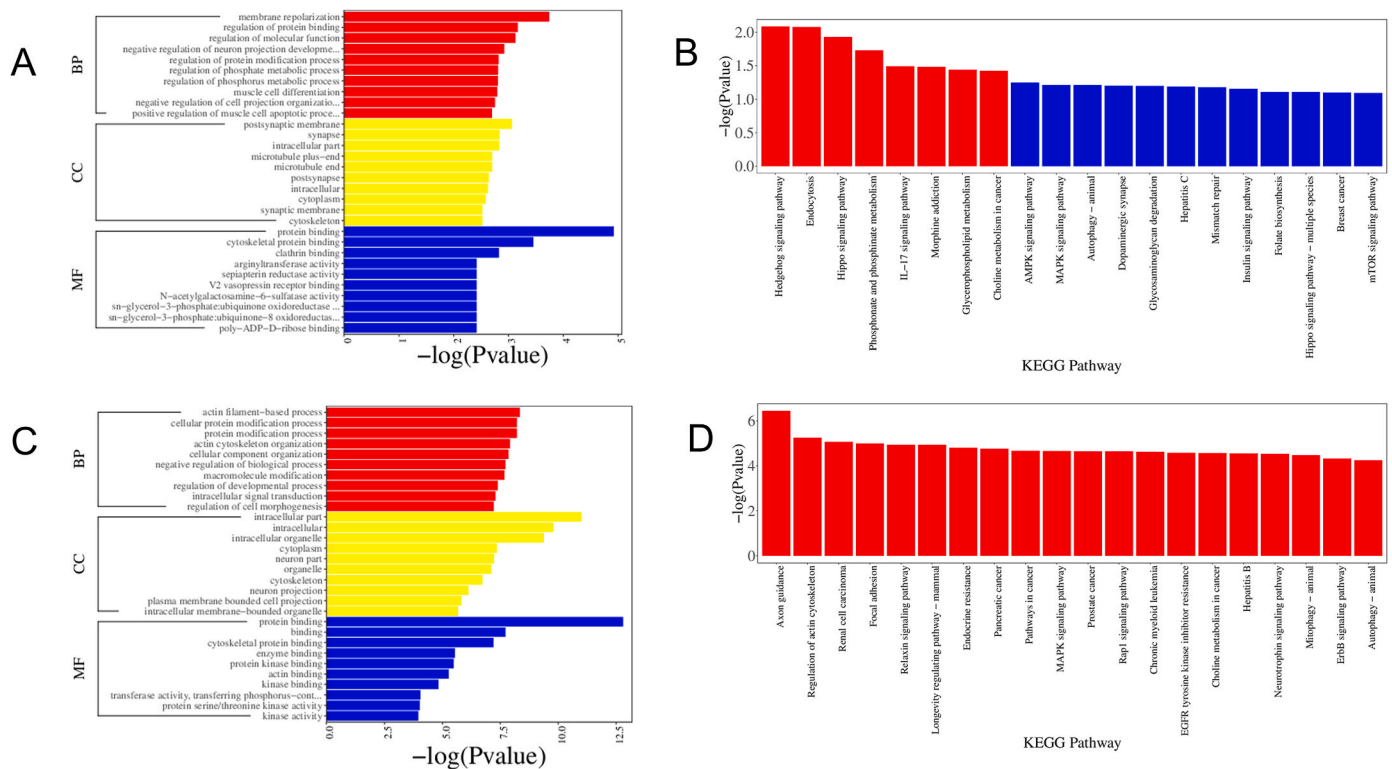 A
BP
CC
MF
membrane repolarization
regulation of protein binding
regulation of molecular function
negative regulation of neuron projection developme...
regulation of protein modification process
regulation of phosphate metabolic process
regulation of phosphorus metabolic process
muscle cell differentiation
negative regulation of cell projection organizatio...
positive regulation of muscle cell apoptotic proce...
postsynaptic membrane
synapse
intracellular part
microtubule plus−end
microtubule end
postsynapse
intracellular
cytoplasm
synaptic membrane
cytoskeleton
protein binding
cytoskeletal protein binding
clathrin binding
arginyltransferase activity
sepiapterin reductase activity
V2 vasopressin receptor binding
N−acetylgalactosamine−6−sulfatase activity
sn−glycerol−3−phosphate:ubiquinone oxidoreductase ...
sn−glycerol−3−phosphate:ubiquinone−8 oxidoreductas...
poly−ADP−D−ribose binding
0 1 2 3 4 5
−log(Pvalue)
B
−log(Pvalue)
2.0
1.5
1.0
0.5
0.0
Hedgehog signaling pathway
Endocytosis
Hippo signaling pathway
Phosphonate and phosphinate metabolism
IL−17 signaling pathway
Morphine addiction
Glycerophospholipid metabolism
Choline metabolism in cancer
AMPK signaling pathway
MAPK signaling pathway
Autophagy − animal
Dopaminergic synapse
Glycosaminoglycan degradation
Hepatitis C
Mismatch repair
Insulin signaling pathway
Folate biosynthesis
Hippo signaling pathway − multiple species
Breast cancer
mTOR signaling pathway
KEGG Pathway
C
BP
CC
MF
actin filament−based process
cellular protein modification process
protein modification process
actin cytoskeleton organization
cellular component organization
negative regulation of biological process
macromolecule modification
regulation of developmental process
intracellular signal transduction
regulation of cell morphogenesis
intracellular part
intracellular
intracellular organelle
cytoplasm
neuron part
organelle
cytoskeleton
neuron projection
plasma membrane bounded cell projection
intracellular membrane−bounded organelle
protein binding
binding
cytoskeletal protein binding
enzyme binding
protein kinase binding
actin binding
kinase binding
transferase activity, transferring phosphorus−cont...
protein serine/threonine kinase activity
kinase activity
0.0 2.5 5.0 7.5 10.0 12.5
−log(Pvalue)
D
−log(Pvalue)
6
4
2
0
Axon guidance
Regulation of actin cytoskeleton
Renal cell carcinoma
Focal adhesion
Relaxin signaling pathway
Longevity regulating pathway − mammal
Endocrine resistance
Pancreatic cancer
Pathways in cancer
MAPK signaling pathway
Prostate cancer
Rap1 signaling pathway
Chronic myeloid leukemia
EGFR tyrosine kinase inhibitor resistance
Choline metabolism in cancer
Hepatitis B
Neurotrophin signaling pathway
Mitophagy − animal
ErbB signaling pathway
Autophagy − animal
KEGG Pathway